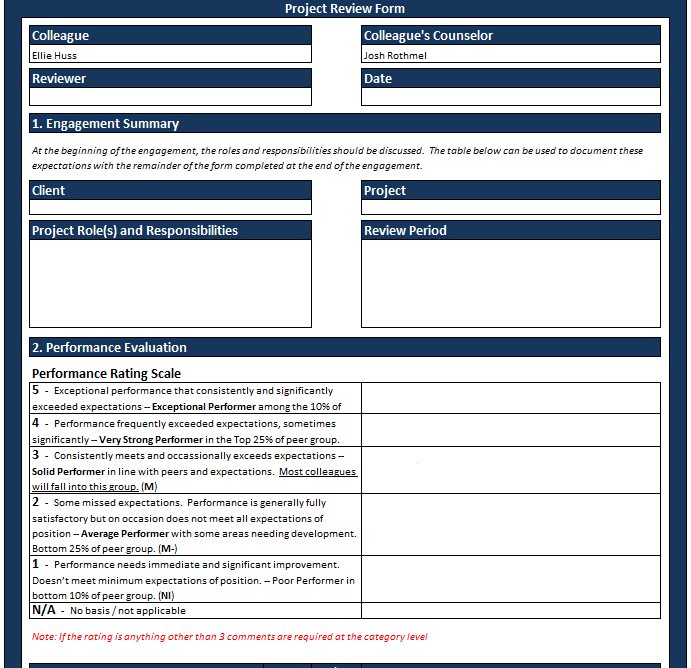 Project Review Form
Colleague
Colleague's Counselor
Ellie Huss
Josh Rothmel
Reviewer
Date
1. Engagement Summary
At the beginning of the engagement, the roles and responsibilities should be discussed. The table below can be used to document these
expectations with the remainder of the form completed at the end of the engagement.
Client
Project
Project Role(s) and Responsibilities
Review Period
2. Performance Evaluation
Performance Rating Scale
5 - Exceptional performance that consistently and significantly
exceeded expectations -- Exceptional Performer among the 10% of
4 - Performance frequently exceeded expectations, sometimes
significantly -- Very Strong Performer in the Top 25% of peer group.
3 - Consistently meets and occassionally exceeds expectations --
Solid Performer in line with peers and expectations. Most colleagues
will fall into this group. (M)
2 - Some missed expectations. Performance is generally fully
satisfactory but on occasion does not meet all expectations of
position -- Average Performer with some areas needing development.
Bottom 25% of peer group. (M-)
1 - Performance needs immediate and significant improvement.
Doesn't meet minimum expectations of position. -- Poor Performer in
bottom 10% of peer group. (NI)
N/A - No basis / not applicable
Note: If the rating is anything other than 3 comments are required at the category level